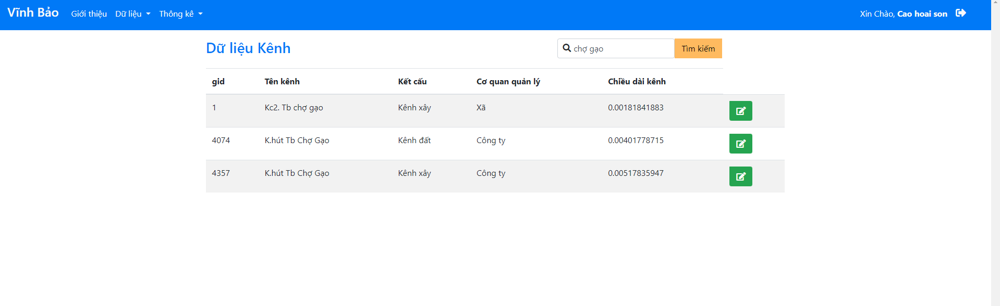 Vĩnh Bảo Giới thiệu Dữ liệu Thông kê Xin Chào, Cao hoai son
Dữ liệu Kênh chợ gạo Tìm kiếm
gid Tên kênh Kết cấu Cơ quan quản lý Chiều dài kênh
1 Kc2. Tb chợ gạo Kênh xây Xã 0.00181841883
4074 K.hút Tb Chợ Gạo Kênh đất Công ty 0.00401778715
4357 K.hút Tb Chợ Gạo Kênh xây Công ty 0.00517835947